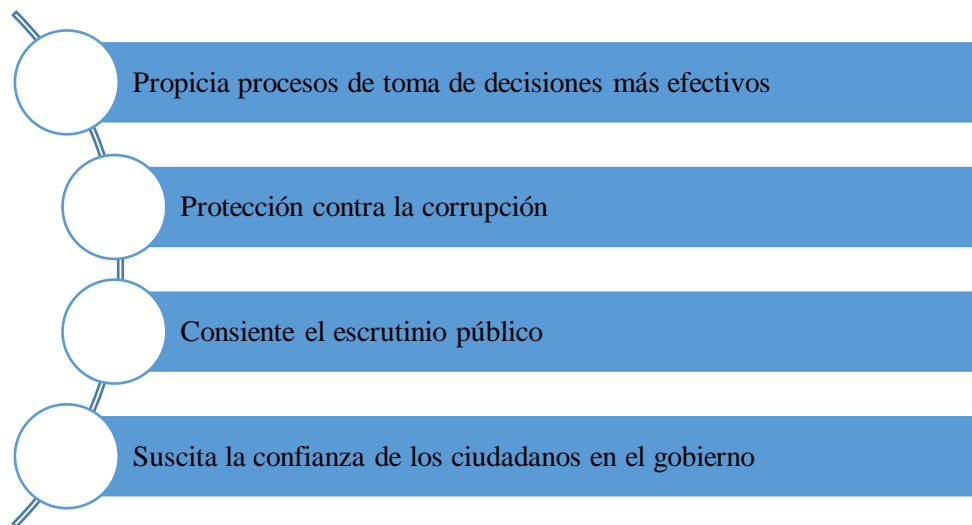 Propicia procesos de toma de decisiones más efectivos
Protección contra la corrupción
Consiente el escrutinio público
Suscita la confianza de los ciudadanos en el gobierno